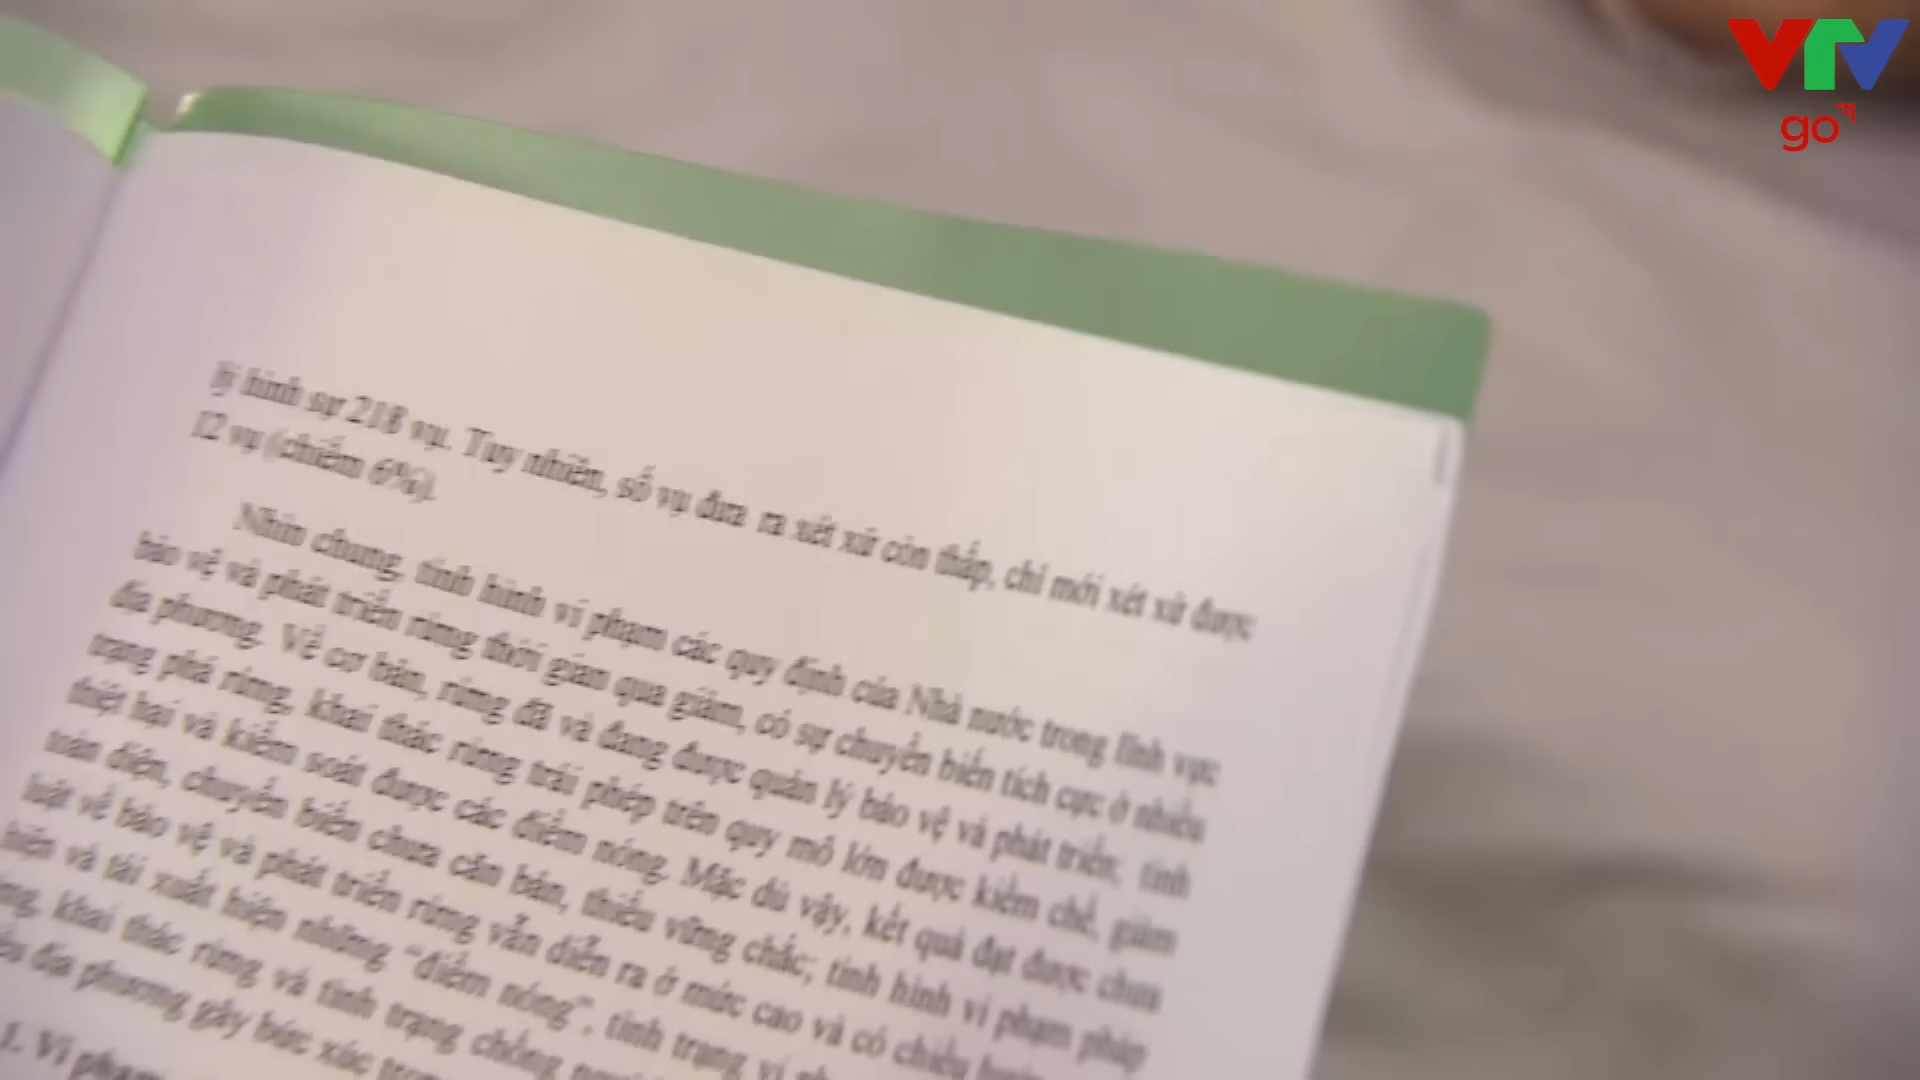 VTV
go
lý hình sự 218 vụ. Tuy nhiên, số vụ đưa ra xét xử còn thấp, chỉ mới xét xử được
12 vụ (chiếm 6%).
Nhìn chung, tình hình vi phạm các quy định của Nhà nước trong lĩnh vực
bảo vệ và phát triển rừng thời gian qua giảm, có sự chuyển biến tích cực ở nhiều
địa phương. Về cơ bản, rừng đã và đang được quản lý bảo vệ và phát triển; tình
trạng phá rừng, khai thác rừng trái phép trên quy mô lớn được kiềm chế, giảm
thiệt hại và kiểm soát được các điểm nóng. Mặc dù vậy, kết quả đạt được chưa
toàn diện, chuyển biến chưa căn bản, thiếu vững chắc; tình hình vi phạm pháp
luật về bảo vệ và phát triển rừng vẫn diễn ra ở mức cao và có chiều
hiện và tái xuất hiện những "điểm nóng", tình trạng vi
khai thác rừng và tình trạng chống
địa phương gây bức xúc
1. Vi phạm